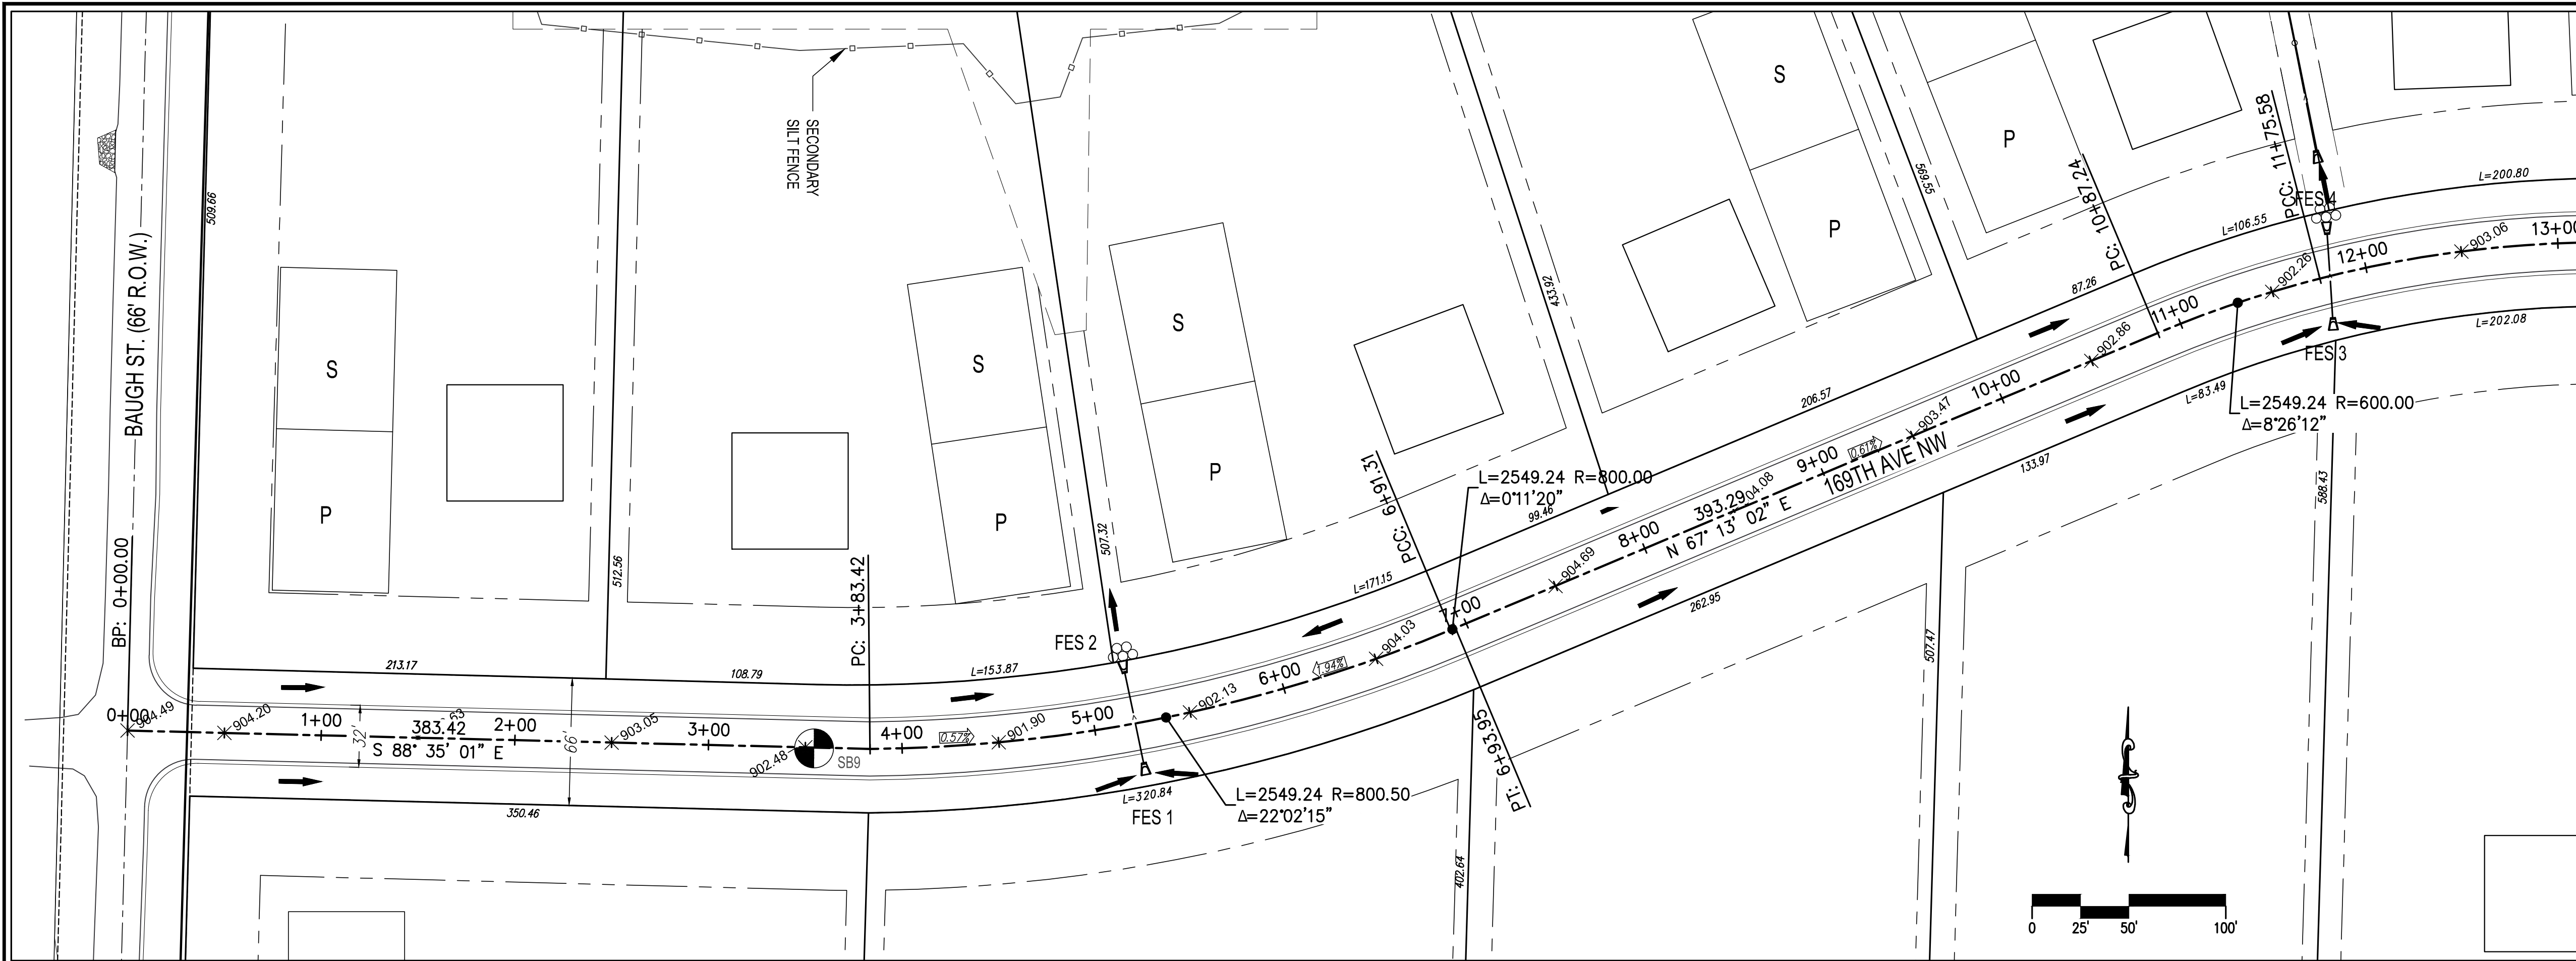 SECONDARY
SILT FENCE
BAUGH ST. (66' R.O.W.)
509.66
512.56
507.32
433.92
569.55
S
P
S
P
S
P
S
P
P
BP: 0+00.00
PC: 3+83.42
PCC: 6+91.31
PT: 6+93.95
PC: 10+87.24
PCC: 11+75.58
FES 4
L=200.80
L=106.55
87.26
206.57
99.46
L=171.15
L=153.87
108.79
213.17
FES 2
0+00
904.49
904.20
1+00
383.42
S 88° 35' 01" E
2+00
903.05
3+00
902.48
SB9
4+00
0.57%
901.90
5+00
902.13
6+00
1.94%
904.03
7+00
904.69
8+00
393.29
N 67° 13' 02" E
04.08
9+00
0.61%
903.47
169TH AVE NW
10+00
902.86
11+00
902.26
12+00
903.06
13+00
32'
66'
L=2549.24 R=800.00
Δ=0°11'20"
L=2549.24 R=600.00
Δ=8°26'12"
L=2549.24 R=800.50
Δ=22°02'15"
FES 3
L=202.08
L=83.49
133.97
262.95
L=320.84
FES 1
350.46
402.64
507.47
588.43
0
25'
50'
100'